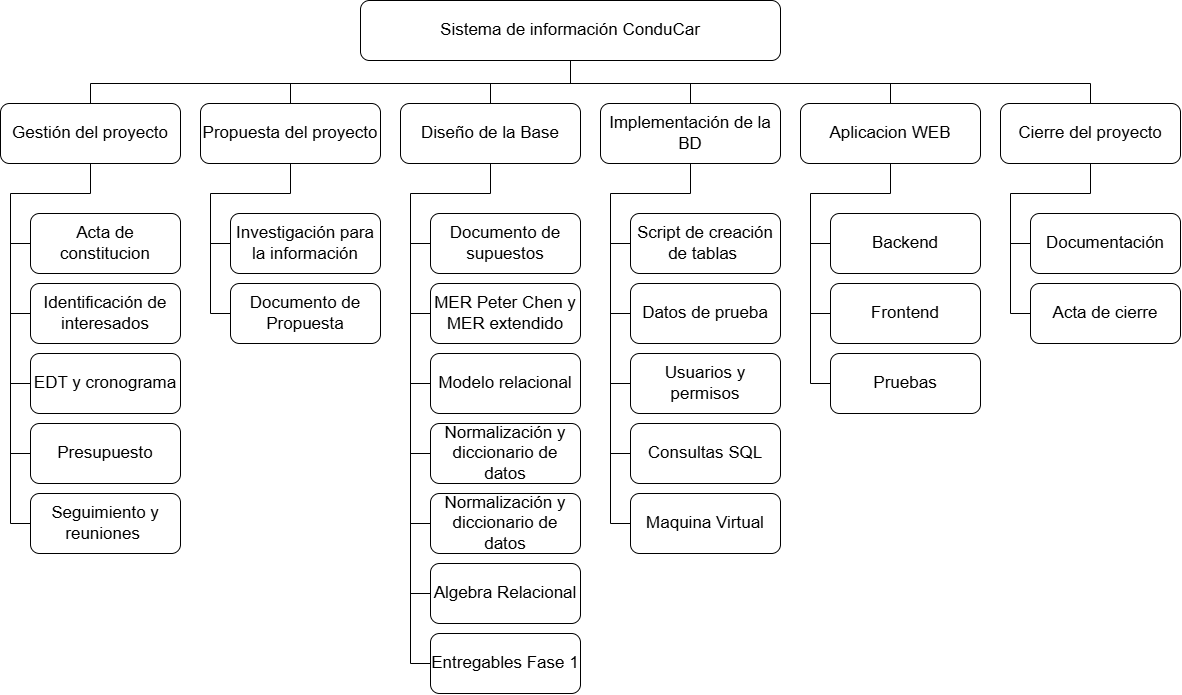 Sistema de información ConduCar
Gestión del proyecto
Propuesta del proyecto
Diseño de la Base
Implementación de la
BD
Aplicacion WEB
Cierre del proyecto
Acta de
constitucion
Identificación de
interesados
EDT y cronograma
Presupuesto
Seguimiento y
reuniones
Investigación para
la información
Documento de
Propuesta
Documento de
supuestos
MER Peter Chen y
MER extendido
Modelo relacional
Normalización y
diccionario de
datos
Normalización y
diccionario de
datos
Algebra Relacional
Entregables Fase 1
Script de creación
de tablas
Datos de prueba
Usuarios y
permisos
Consultas SQL
Maquina Virtual
Backend
Frontend
Pruebas
Documentación
Acta de cierre